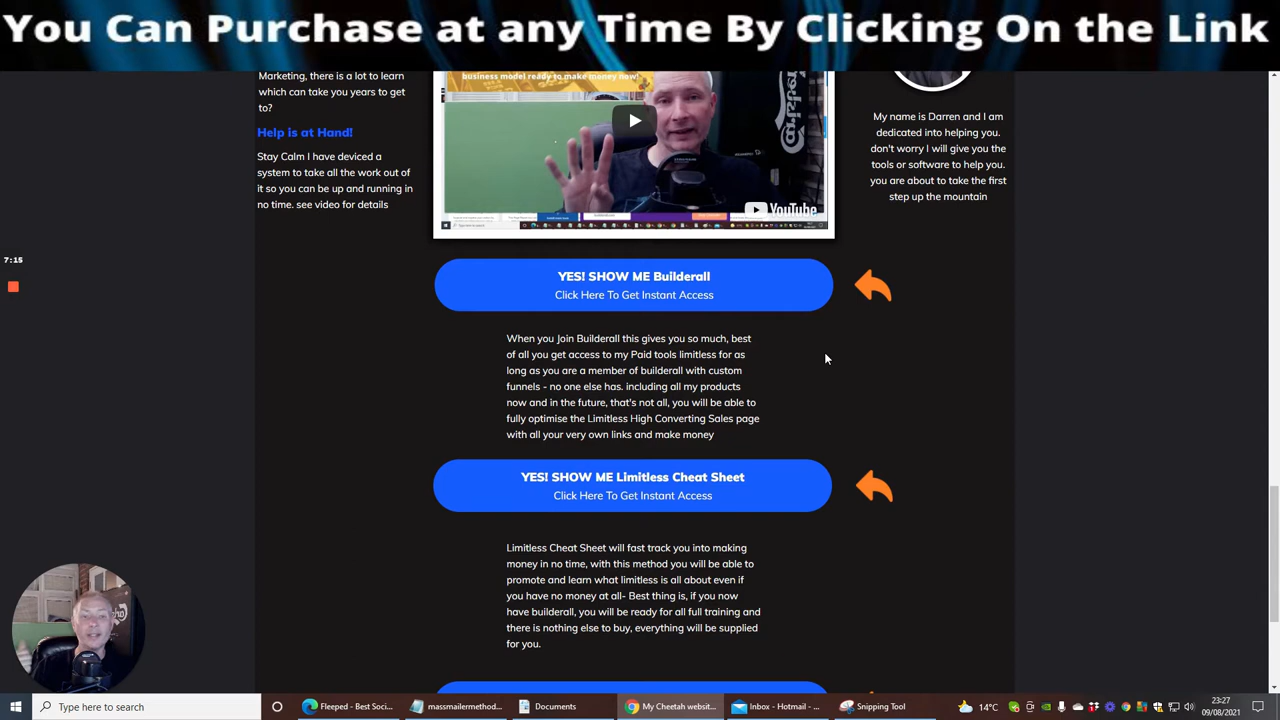 You Can Purchase at any Time By Clicking On the Link
Marketing, there is a lot to learn
which can take you years to get
to?
Help is at Hand!
Stay Calm I have deviced a
system to take all the work out of
it so you can be up and running in
no time. see video for details
business model ready to make money now!
YouTube
My name is Darren and I am
dedicated into helping you.
don't worry I will give you the
tools or software to help you.
you are about to take the first
step up the mountain
7:15
YES! SHOW ME Builderall
Click Here To Get Instant Access
When you Join Builderall this gives you so much, best
of all you get access to my Paid tools limitless for as
long as you are a member of builderall with custom
funnels - no one else has. including all my products
now and in the future, that's not all, you will be able to
fully optimise the Limitless High Converting Sales page
with all your very own links and make money
YES! SHOW ME Limitless Cheat Sheet
Click Here To Get Instant Access
Limitless Cheat Sheet will fast track you into making
money in no time, with this method you will be able to
promote and learn what limitless is all about even if
you have no money at all- Best thing is, if you now
have builderall, you will be ready for all full training and
there is nothing else to buy, everything will be supplied
for you.
Type here to search
Fleeped - Best Soci...
massmailermethod...
Documents
My Cheetah websit...
Inbox - Hotmail - ...
Snipping Tool
14°C
23:27
09/08/2021